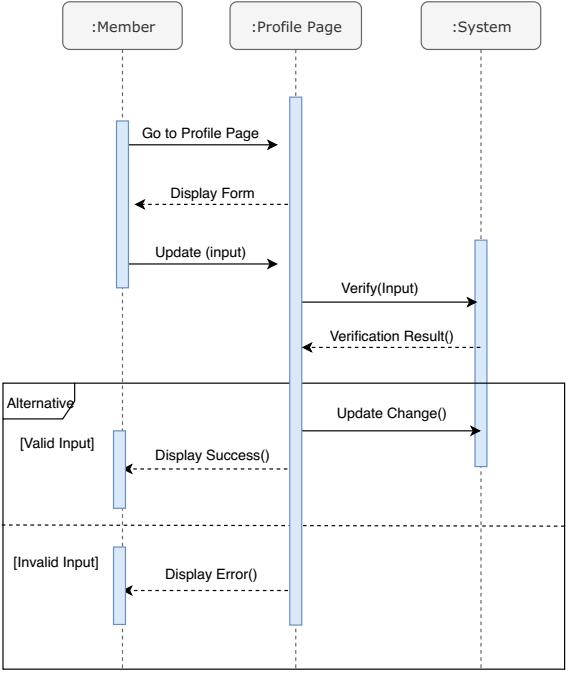 :Member
:Profile Page
:System
Go to Profile Page
Display Form
Update (input)
Verify(Input)
Verification Result()
Alternative
Update Change()
[Valid Input]
Display Success()
[Invalid Input]
Display Error()